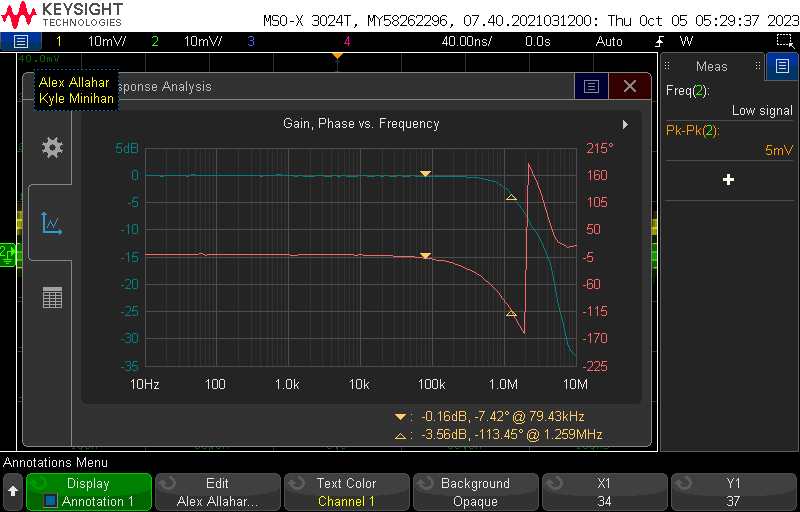 KEYSIGHT
TECHNOLOGIES
MSO-X 3024T, MY58262296, 07.40.2021031200: Thu Oct 05 05:29:37 2023
1 10mV/ 2 10mV/ 3 4 40.00ns/ 0.0s Auto W
40.0mV
Alex Allahar
Kyle Minihan
sponse Analysis
Meas
Freq(2):
Low signal
Pk-Pk(2):
5mV
Gain, Phase vs. Frequency
5dB 215°
0 160
-5 105
-10 50
-15 -5
-20 -60
-25 -115
-30 -170
-35 -225
10Hz 100 1.0k 10k 100k 1.0M 10M
2
: -0.16dB, -7.42° @ 79.43kHz
: -3.56dB, -113.45° @ 1.259MHz
Annotations Menu
Display Edit Text Color Background X1 Y1
Annotation 1 Alex Allahar... Channel 1 Opaque 34 37